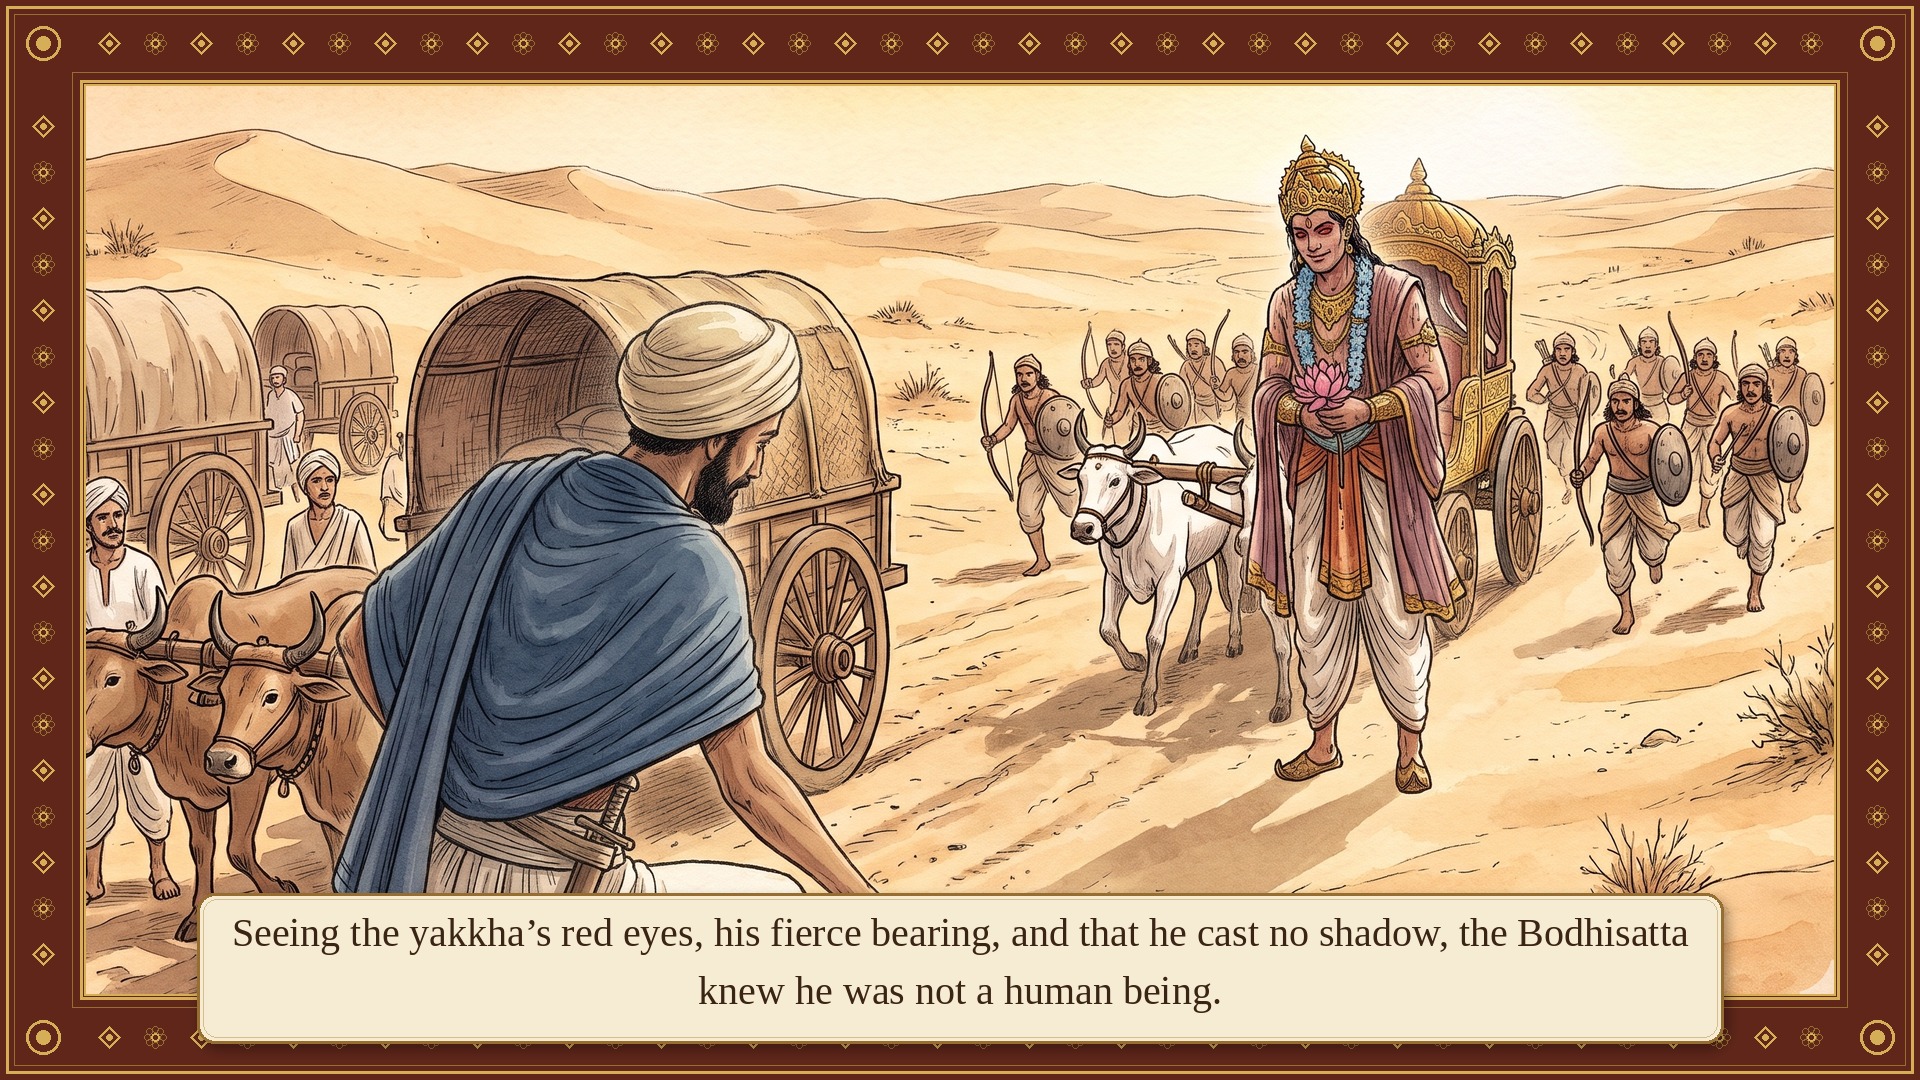 Seeing the yakkha’s red eyes, his fierce bearing, and that he cast no shadow, the Bodhisatta
knew he was not a human being.